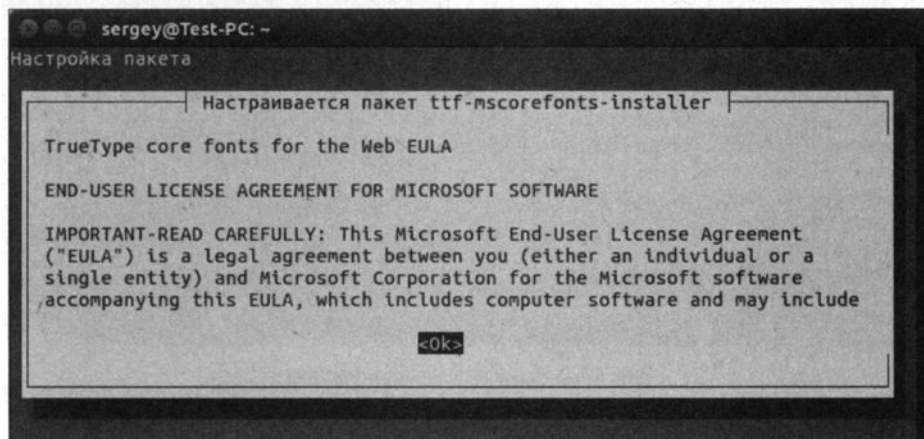 sergey@Test-PC: ~
Настройка пакета
Настраивается пакет ttf-mscorefonts-installer
TrueType core fonts for the Web EULA
END-USER LICENSE AGREEMENT FOR MICROSOFT SOFTWARE
IMPORTANT-READ CAREFULLY: This Microsoft End-User License Agreement
("EULA") is a legal agreement between you (either an individual or a
single entity) and Microsoft Corporation for the Microsoft software
accompanying this EULA, which includes computer software and may include
<Ok>